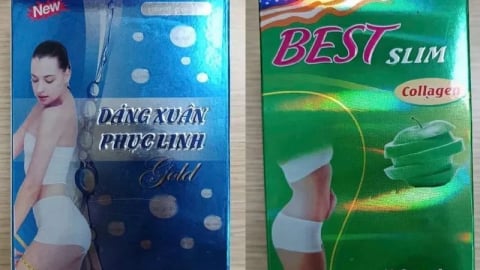 New
DÁNG XUÂN
PHỤC LINH
Gold
BEST SLIM
Collagen